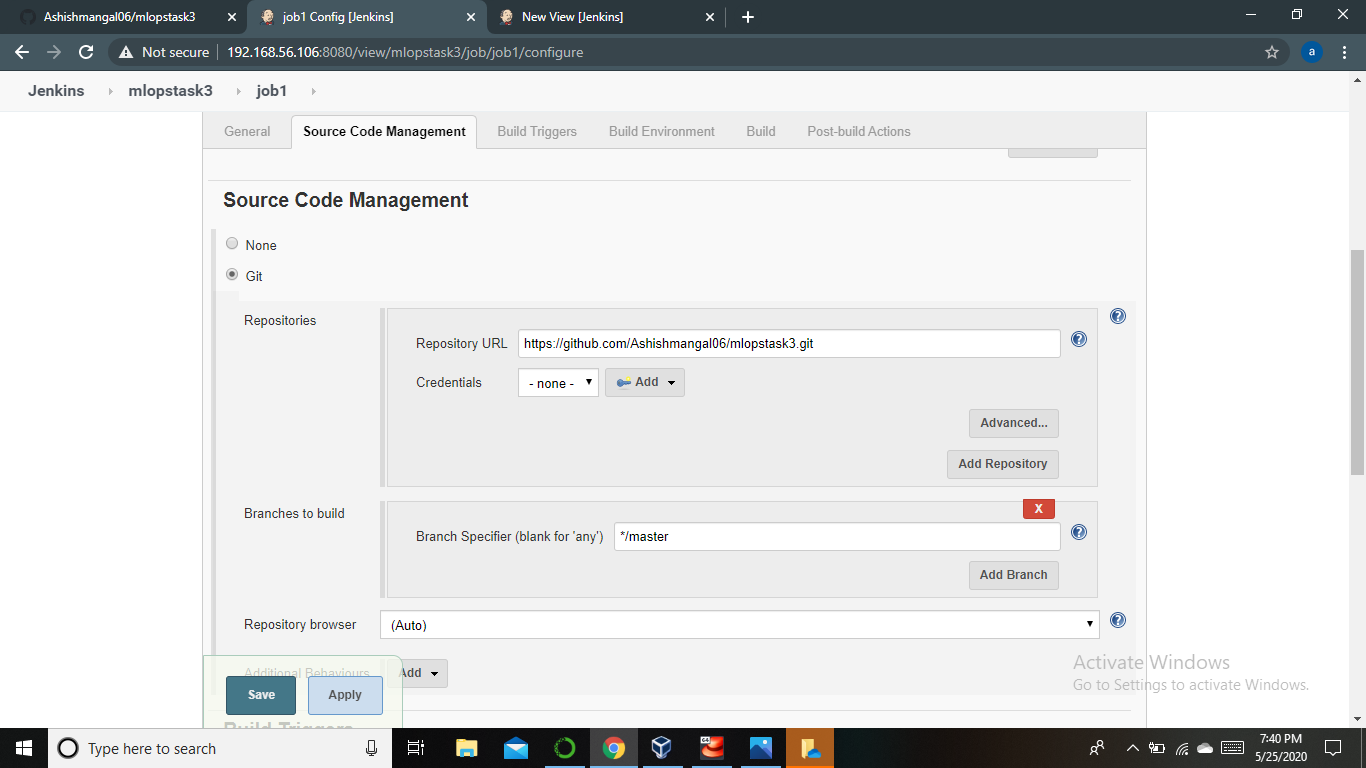 Ashishmangal06/mlopstask3
job1 Config [Jenkins]
New View [Jenkins]
Not secure
192.168.56.106:8080/view/mlopstask3/job/job1/configure
a
Jenkins
mlopstask3
job1
General
Source Code Management
Build Triggers
Build Environment
Build
Post-build Actions
Source Code Management
None
Git
Repositories
Repository URL
https://github.com/Ashishmangal06/mlopstask3.git
Credentials
- none -
Add
Advanced...
Add Repository
Branches to build
X
Branch Specifier (blank for 'any')
*/master
Add Branch
Repository browser
(Auto)
Additional Behaviours
Add
Save
Apply
Build Triggers
Activate Windows
Go to Settings to activate Windows.
Type here to search
7:40 PM
5/25/2020